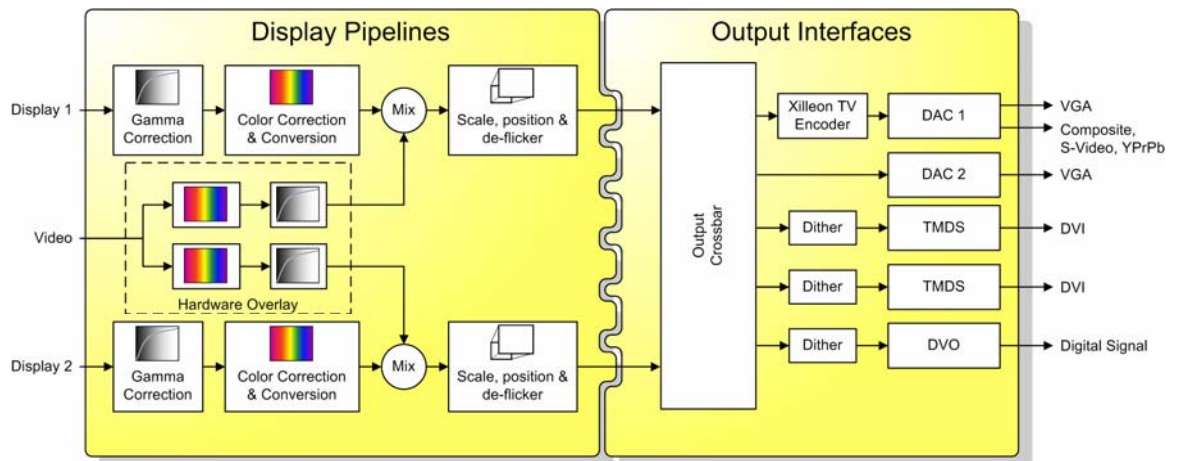 Display Pipelines
Output Interfaces
Display 1
Gamma
Correction
Color Correction
& Conversion
Mix
Scale, position &
de-flicker
Video
Hardware Overlay
Display 2
Gamma
Correction
Color Correction
& Conversion
Mix
Scale, position &
de-flicker
Output
Crossbar
Xilleon TV
Encoder
DAC 1
VGA
Composite,
S-Video, YPrPb
DAC 2
VGA
Dither
TMDS
DVI
Dither
TMDS
DVI
Dither
DVO
Digital Signal